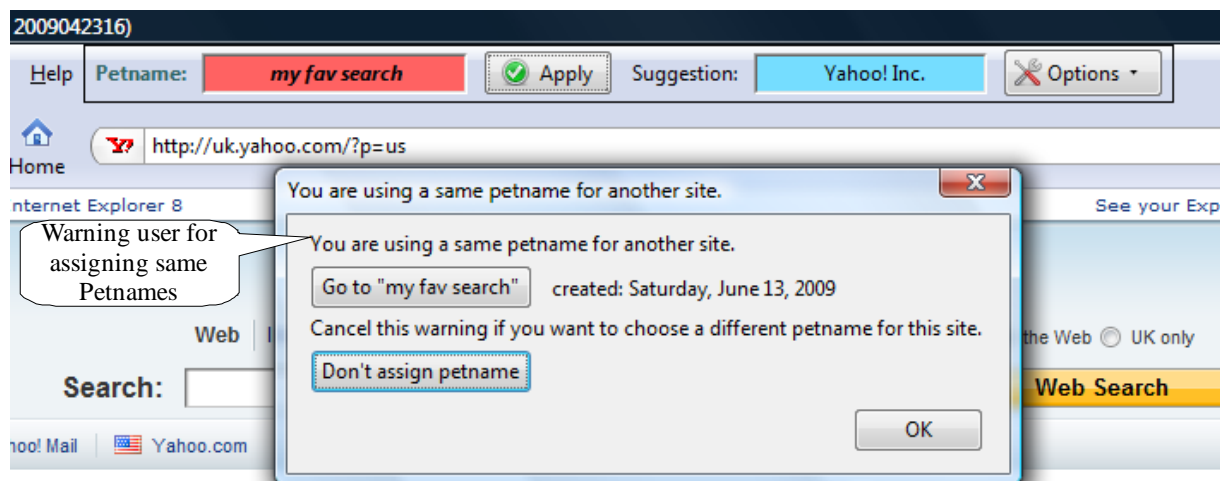 2009042316)
Help Petname: my fav search Apply Suggestion: Yahoo! Inc. Options
Home
http://uk.yahoo.com/?p=us
You are using a same petname for another site.
nternet Explorer 8
See your Exp
Warning user for
assigning same
Petnames
You are using a same petname for another site.
Go to "my fav search" created: Saturday, June 13, 2009
Cancel this warning if you want to choose a different petname for this site.
Web
the Web UK only
Don't assign petname
Search:
Web Search
OK
hoo! Mail Yahoo.com